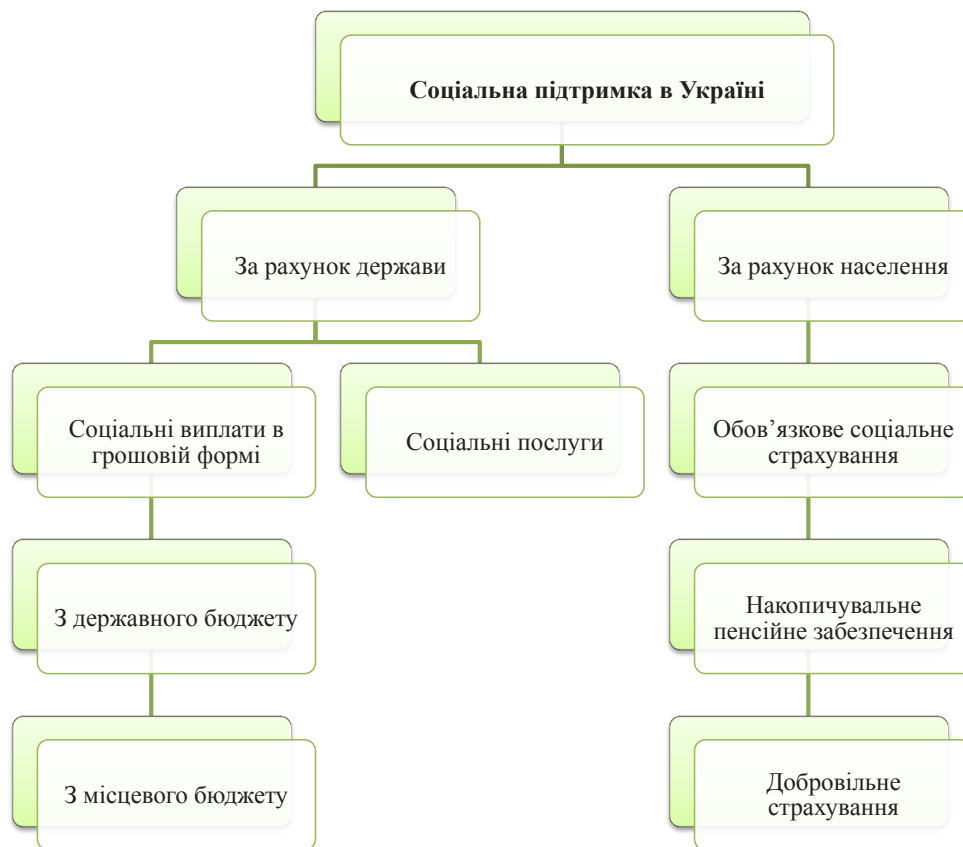 Соціальна підтримка в Україні
За рахунок держави
За рахунок населення
Соціальні виплати в
грошовій формі
Соціальні послуги
Обов’язкове соціальне
страхування
З державного бюджету
Накопичувальне
пенсійне забезпечення
З місцевого бюджету
Добровільне
страхування